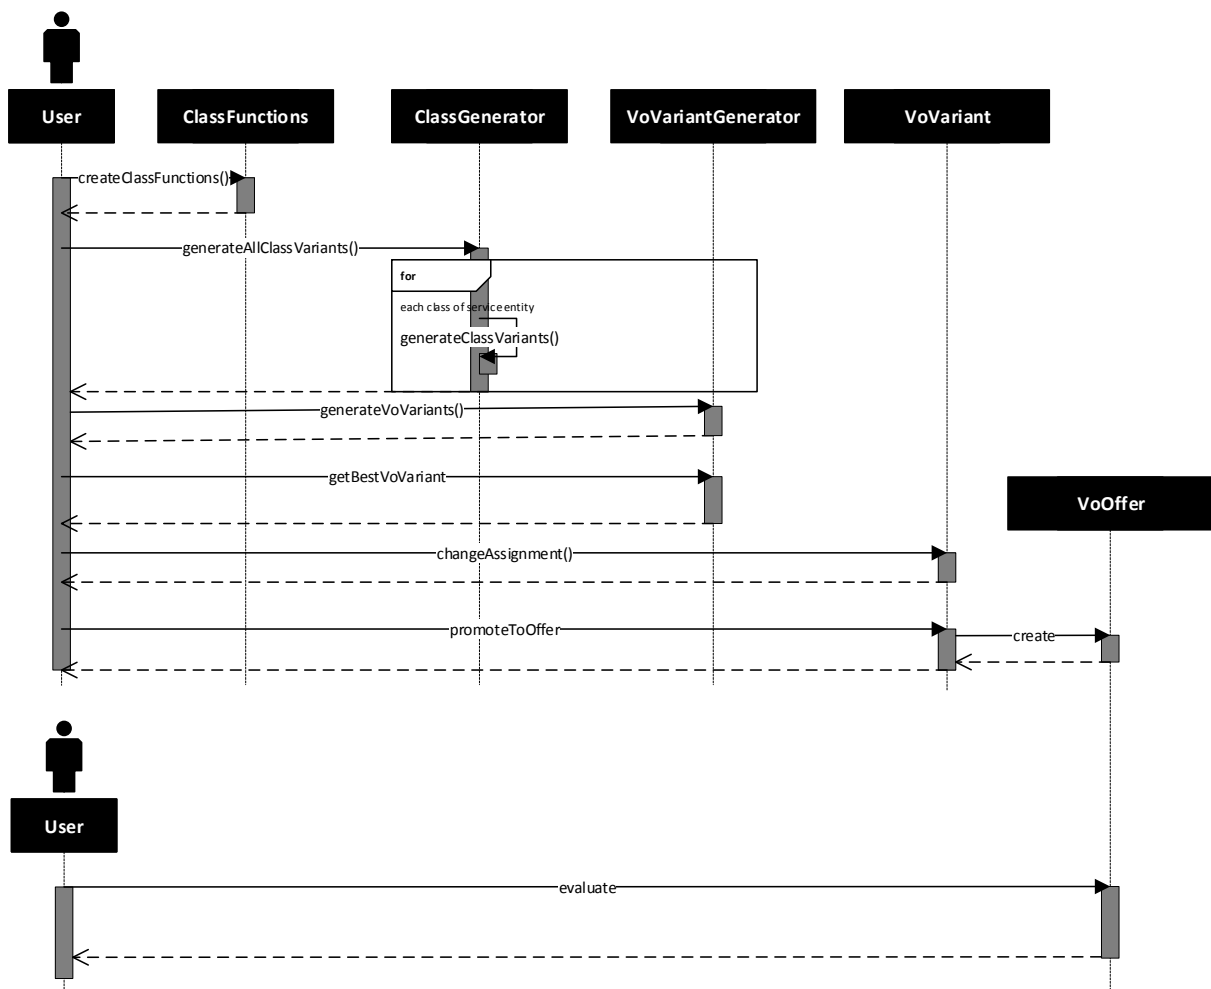 User
ClassFunctions
ClassGenerator
VoVariantGenerator
VoVariant
createClassFunctions()
generateAllClassVariants()
for
each class of service entity
generateClassVariants()
generateVoVariants()
getBestVoVariant
VoOffer
changeAssignment()
promoteToOffer
create
User
evaluate